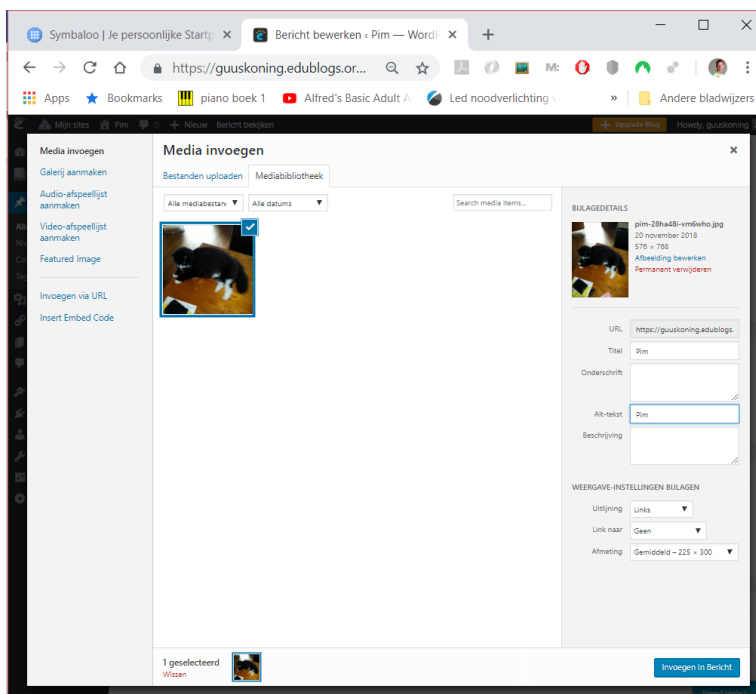 Symbaloo | Je persoonlijke Startp
Bericht bewerken ‹ Pim — WordP
https://guuskoning.edublogs.or...
M:
Apps
Bookmarks
piano boek 1
Alfred's Basic Adult A
Led noodverlichting
»
Andere bladwijzers
Mijn sites
Pim
0
Nieuw
Bericht bekijken
Upgrade Blog
Howdy, guuskoning
Media invoegen
Galerij aanmaken
Audio-afspeellijst
aanmaken
Video-afspeellijst
aanmaken
Featured Image
Invoegen via URL
Insert Embed Code
Media invoegen
Bestanden uploaden
Mediabibliotheek
Alle mediabestan
Alle datums
Search media items...
BIJLAGEDETAILS
pim-28ha48i-vm6who.jpg
20 november 2018
576 × 768
Afbeelding bewerken
Permanent verwijderen
URL
https://guuskoning.edublogs.
Titel
Pim
Onderschrift
Alt-tekst
Pim
Beschrijving
WEERGAVE-INSTELLINGEN BIJLAGEN
Uitlijning
Links
Link naar
Geen
Afmeting
Gemiddeld – 225 × 300
1 geselecteerd
Wissen
Invoegen In Bericht